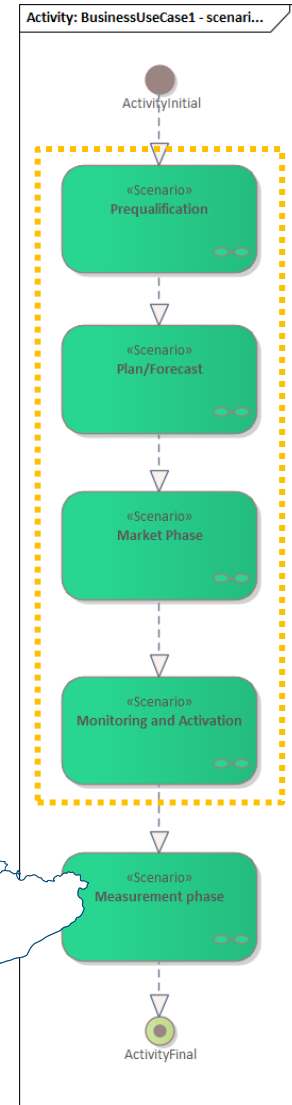 Activity: BusinessUseCase1 - scenari...
ActivityInitial
«Scenario»
Prequalification
«Scenario»
Plan/Forecast
«Scenario»
Market Phase
«Scenario»
Monitoring and Activation
«Scenario»
Measurement phase
ActivityFinal